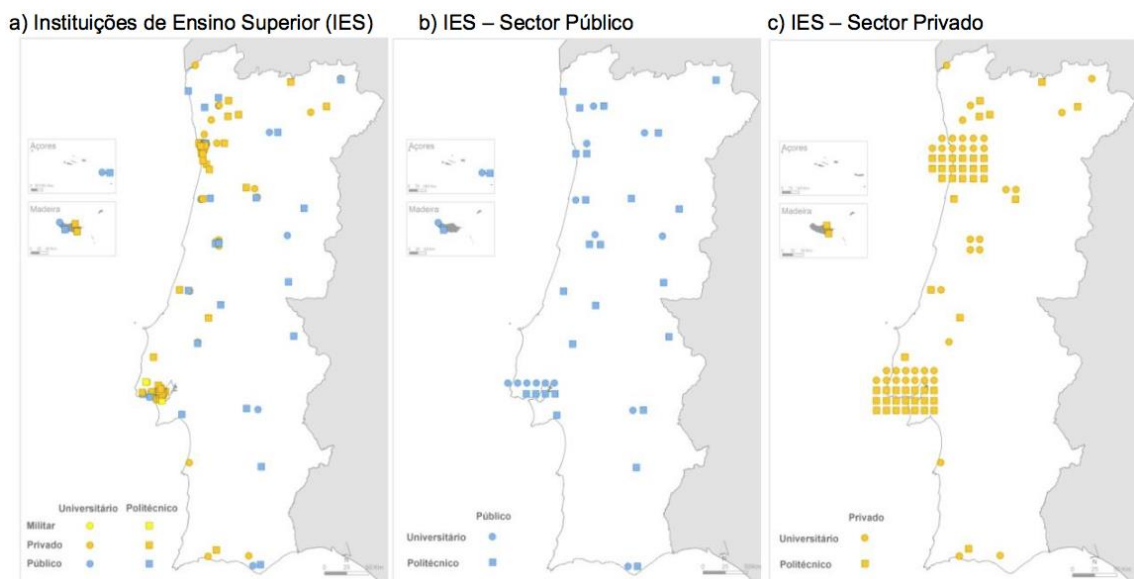 a) Instituições de Ensino Superior (IES)
b) IES – Sector Público
c) IES – Sector Privado
Açores
Madeira
Universitário Politécnico
Militar
Privado
Público
Açores
Madeira
Público
Universitário
Politécnico
Açores
Madeira
Privado
Universitário
Politécnico